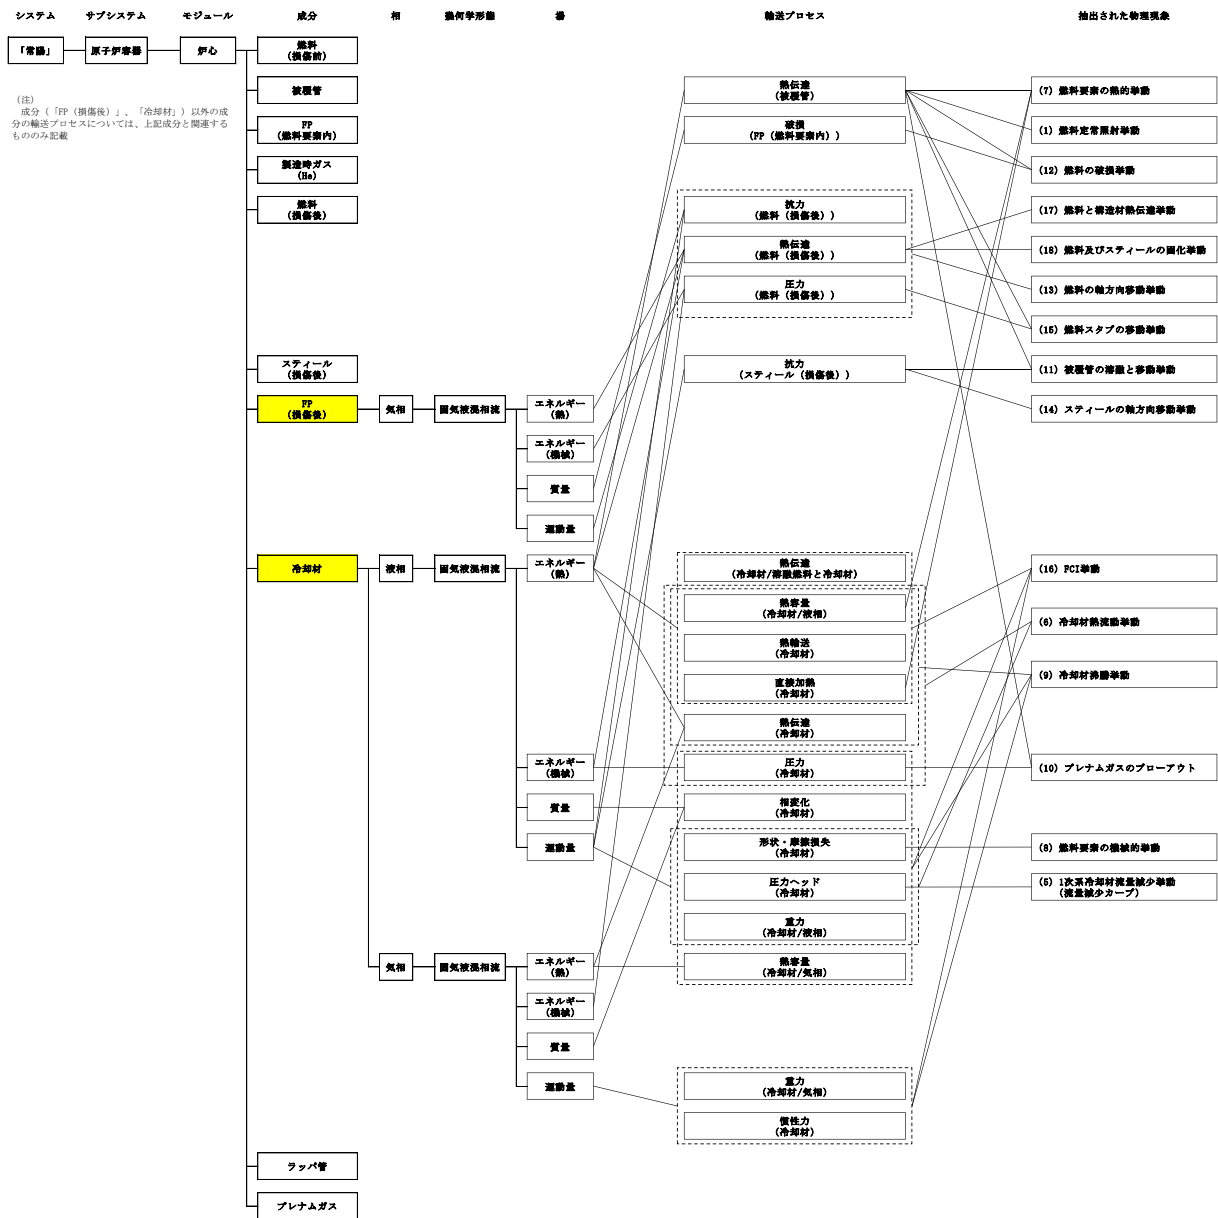 システム
サブシステム
モジュール
成分
相
幾何学形態
場
輸送プロセス
抽出された物理現象
「常陽」
原子炉容器
炉心
燃料
(損傷前)
被覆管
FP
(燃料要素内)
製造時ガス
(He)
燃料
(損傷後)
(注)
成分(「FP(損傷後)」、「冷却材」)以外の成
分の輸送プロセスについては、上記成分と関連する
もののみ記載
スティール
(損傷後)
FP
(損傷後)
気相
固気液混相流
エネルギー
(熱)
エネルギー
(機械)
質量
運動量
冷却材
液相
固気液混相流
エネルギー
(熱)
エネルギー
(機械)
質量
運動量
気相
固気液混相流
エネルギー
(熱)
エネルギー
(機械)
質量
運動量
ラッパ管
プレナムガス
熱伝達
(被覆管)
破損
(FP(燃料要素内))
抗力
(燃料(損傷後))
熱伝達
(燃料(損傷後))
圧力
(燃料(損傷後))
抗力
(スティール(損傷後))
熱伝達
(冷却材/溶融燃料と冷却材)
熱容量
(冷却材/液相)
熱輸送
(冷却材)
直接加熱
(冷却材)
熱伝達
(冷却材)
圧力
(冷却材)
相変化
(冷却材)
形状・摩擦損失
(冷却材)
圧力ヘッド
(冷却材)
重力
(冷却材/液相)
熱容量
(冷却材/気相)
重力
(冷却材/気相)
慣性力
(冷却材)
(7) 燃料要素の熱的挙動
(1) 燃料定常照射挙動
(12) 燃料の破損挙動
(17) 燃料と構造材熱伝達挙動
(18) 燃料及びスティールの固化挙動
(13) 燃料の軸方向移動挙動
(15) 燃料スタブの移動挙動
(11) 被覆管の溶融と移動挙動
(14) スティールの軸方向移動挙動
(16) FCI挙動
(6) 冷却材熱流動挙動
(9) 冷却材沸騰挙動
(10) プレナムガスのブローアウト
(8) 燃料要素の機械的挙動
(5) 1次系冷却材流量減少挙動
(流量減少カーブ)